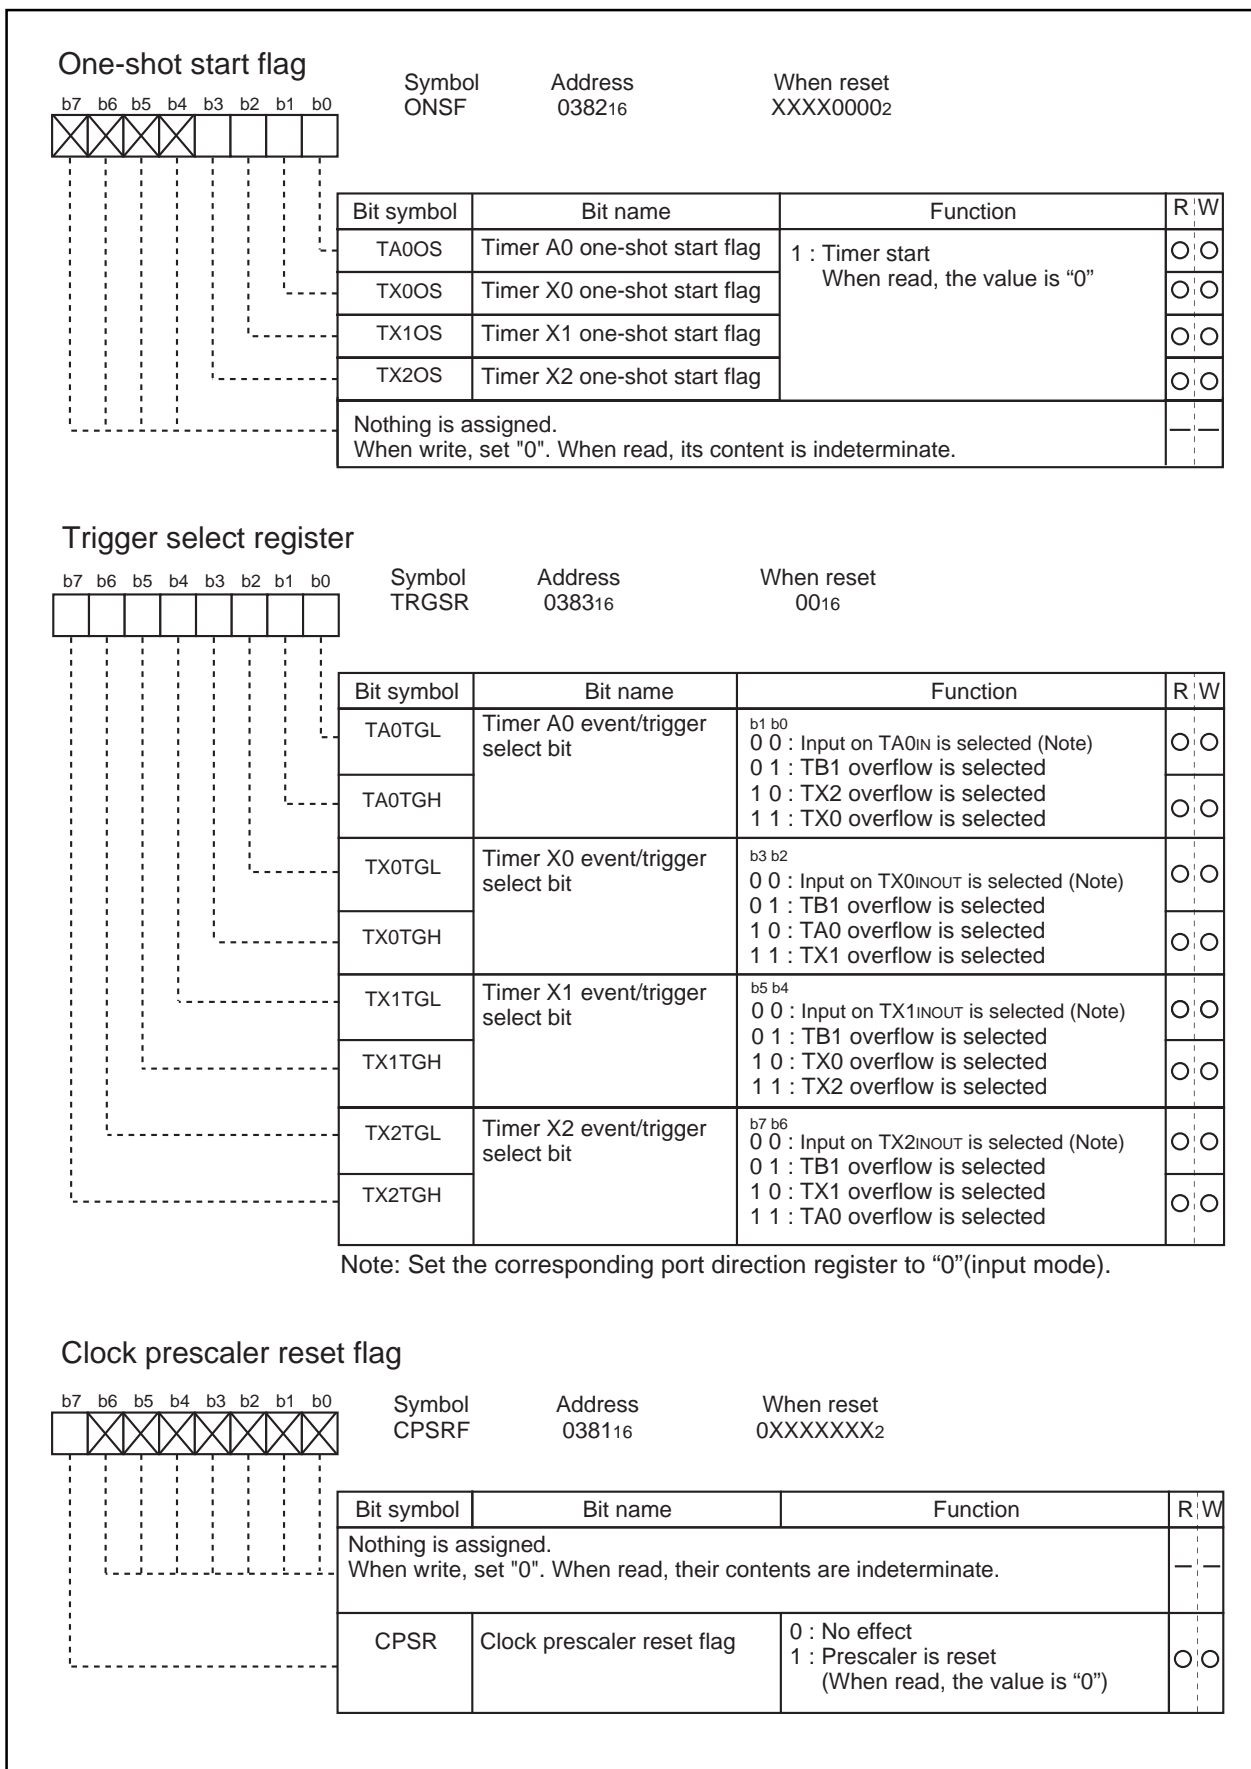 One-shot start flag
Symbol Address When reset
ONSF 038216 XXXX00002
b7 b6 b5 b4 b3 b2 b1 b0
Bit symbol Bit name Function R W
TA0OS Timer A0 one-shot start flag 1 : Timer start
When read, the value is “0”
TX0OS Timer X0 one-shot start flag
TX1OS Timer X1 one-shot start flag
TX2OS Timer X2 one-shot start flag
Nothing is assigned.
When write, set "0". When read, its content is indeterminate.
Trigger select register
Symbol Address When reset
TRGSR 038316 0016
b7 b6 b5 b4 b3 b2 b1 b0
Bit symbol Bit name Function R W
TA0TGL
TA0TGH
Timer A0 event/trigger
select bit
b1 b0
0 0 : Input on TA0IN is selected (Note)
0 1 : TB1 overflow is selected
1 0 : TX2 overflow is selected
1 1 : TX0 overflow is selected
TX0TGL
TX0TGH
Timer X0 event/trigger
select bit
b3 b2
0 0 : Input on TX0INOUT is selected (Note)
0 1 : TB1 overflow is selected
1 0 : TA0 overflow is selected
1 1 : TX1 overflow is selected
TX1TGL
TX1TGH
Timer X1 event/trigger
select bit
b5 b4
0 0 : Input on TX1INOUT is selected (Note)
0 1 : TB1 overflow is selected
1 0 : TX0 overflow is selected
1 1 : TX2 overflow is selected
TX2TGL
TX2TGH
Timer X2 event/trigger
select bit
b7 b6
0 0 : Input on TX2INOUT is selected (Note)
0 1 : TB1 overflow is selected
1 0 : TX1 overflow is selected
1 1 : TA0 overflow is selected
Note: Set the corresponding port direction register to “0”(input mode).
Clock prescaler reset flag
Symbol Address When reset
CPSRF 038116 0XXXXXXX2
b7 b6 b5 b4 b3 b2 b1 b0
Bit symbol Bit name Function R W
Nothing is assigned.
When write, set "0". When read, their contents are indeterminate.
CPSR Clock prescaler reset flag
0 : No effect
1 : Prescaler is reset
(When read, the value is “0”)